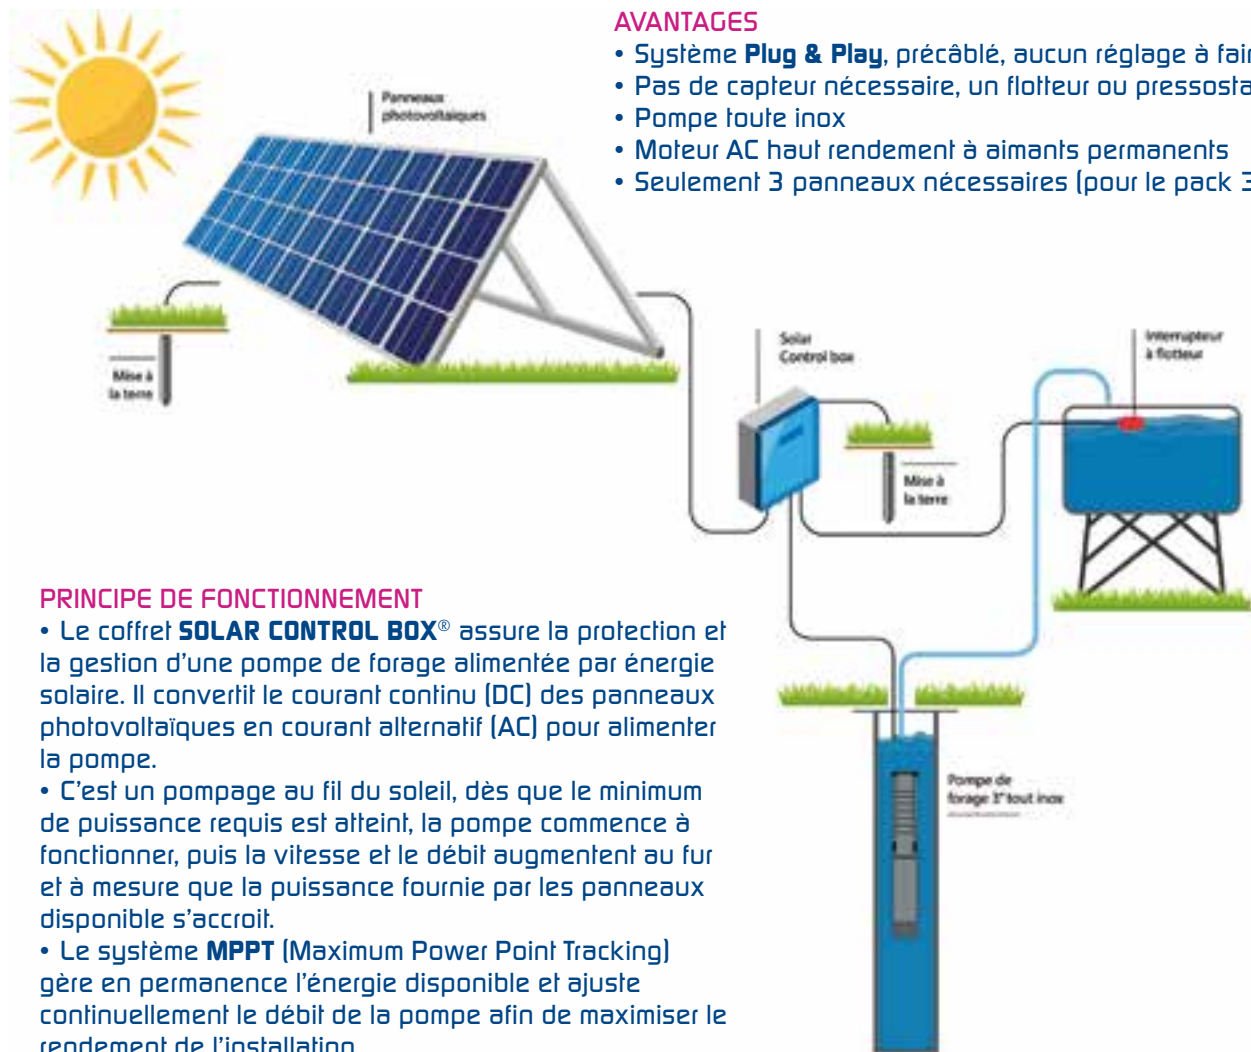 AVANTAGES
• Système Plug & Play, précâblé, aucun réglage à fair
• Pas de capteur nécessaire, un flotteur ou pressosta
• Pompe toute inox
• Moteur AC haut rendement à aimants permanents
• Seulement 3 panneaux nécessaires (pour le pack 3
Panneaux
photovoltaïques
Mise à
la terre
Solar
Control box
Interrupteur
à flotteur
Mise à
la terre
PRINCIPE DE FONCTIONNEMENT
• Le coffret SOLAR CONTROL BOX® assure la protection et
la gestion d'une pompe de forage alimentée par énergie
solaire. Il convertit le courant continu (DC) des panneaux
photovoltaïques en courant alternatif (AC) pour alimenter
la pompe.
• C'est un pompage au fil du soleil, dès que le minimum
de puissance requis est atteint, la pompe commence à
fonctionner, puis la vitesse et le débit augmentent au fur
et à mesure que la puissance fournie par les panneaux
disponible s'accroit.
• Le système MPPT (Maximum Power Point Tracking)
gère en permanence l'énergie disponible et ajuste
continuellement le débit de la pompe afin de maximiser le
rendement de l'installation
Pompe de
forage 3" tout inox